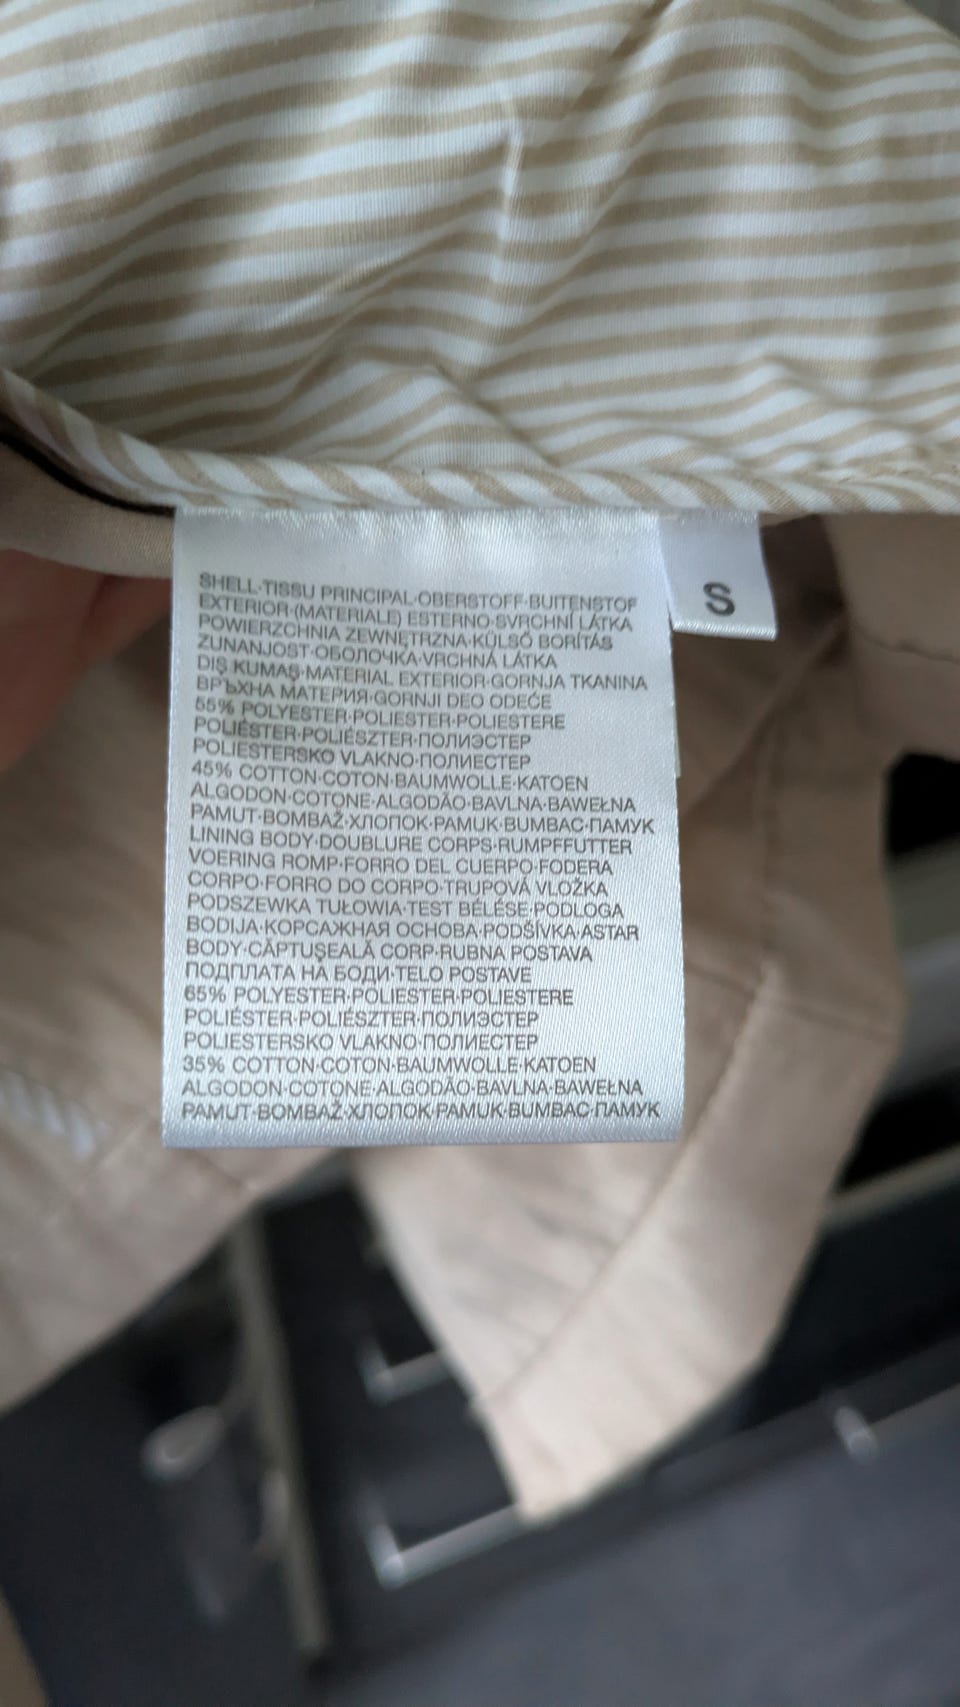 SHELL·TISSU PRINCIPAL·OBERSTOFF·BUITENSTOF
EXTERIOR·(MATERIALE) ESTERNO·SVRCHNÍ LÁTKA
POWIERZCHNIA ZEWNĘTRZNA·KÜLSŐ BORÍTÁS
ZUNANJOST·ОБОЛОЧКА·VRCHNÁ LÁTKA
DIŞ KUMAŞ·MATERIAL EXTERIOR·GORNJA TKANINA
ВРЪХНА МАТЕРИЯ·GORNJI DEO ODEĆE
55% POLYESTER·POLIESTER·POLIESTERE
POLIÉSTER·POLIÉSZTER·ПОЛИЭСТЕР
POLIESTERSKO VLAKNO·ПОЛИЕСТЕР
45% COTTON·COTON·BAUMWOLLE·KATOEN
ALGODON·COTONE·ALGODÃO·BAVLNA·BAWEŁNA
PAMUT·BOMBAŽ·ХЛОПОК·PAMUK·BUMBAC·ПАМУК
LINING BODY·DOUBLURE CORPS·RUMPFFUTTER
VOERING ROMP·FORRO DEL CUERPO·FODERA
CORPO·FORRO DO CORPO·TRUPOVÁ VLOŽKA
PODSZEWKA TUŁOWIA·TEST BÉLÉSE·PODLOGA
BODIJA·КОРСАЖНАЯ ОСНОВА·PODŠÍVKA·ASTAR
BODY·CĂPTUŞEALĂ CORP·RUBNA POSTAVA
ПОДПЛАТА НА БОДИ·TELO POSTAVE
65% POLYESTER·POLIESTER·POLIESTERE
POLIÉSTER·POLIÉSZTER·ПОЛИЭСТЕР
POLIESTERSKO VLAKNO·ПОЛИЕСТЕР
35% COTTON·COTON·BAUMWOLLE·KATOEN
ALGODON·COTONE·ALGODÃO·BAVLNA·BAWEŁNA
PAMUT·BOMBAŽ·ХЛОПОК·PAMUK·BUMBAC·ПАМУК
S